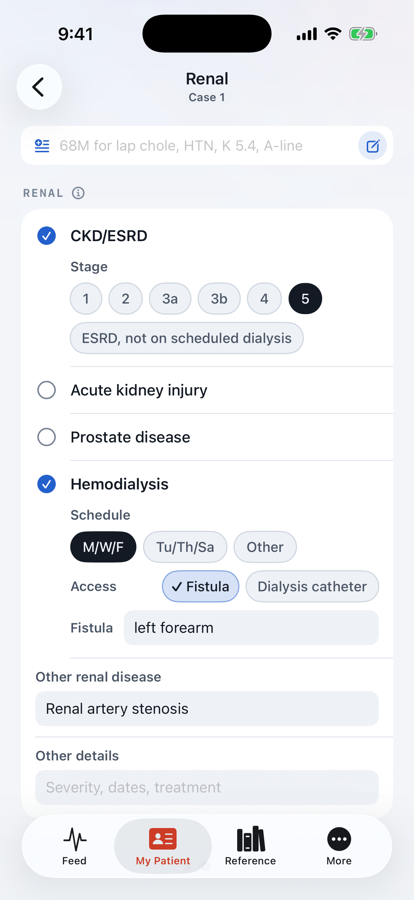 9:41
Renal
Case 1
68M for lap chole, HTN, K 5.4, A-line
RENAL
CKD/ESRD
Stage
1 2 3a 3b 4 5
ESRD, not on scheduled dialysis
Acute kidney injury
Prostate disease
Hemodialysis
Schedule
M/W/F Tu/Th/Sa Other
Access Fistula Dialysis catheter
Fistula left forearm
Other renal disease
Renal artery stenosis
Other details
Severity, dates, treatment
Feed My Patient Reference More